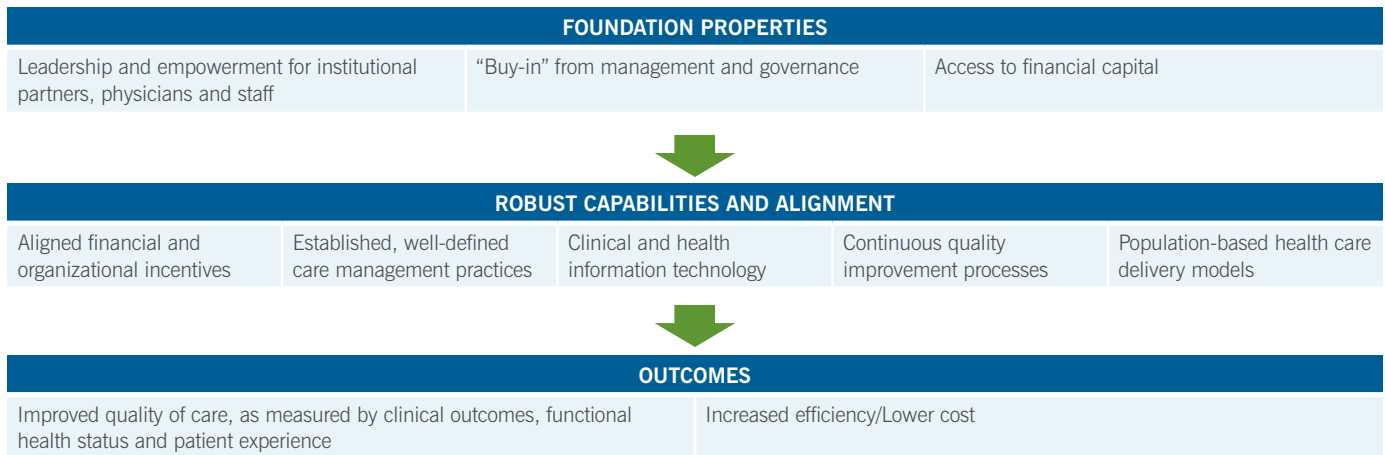 FOUNDATION PROPERTIES
Leadership and empowerment for institutional
partners, physicians and staff
“Buy-in” from management and governance
Access to financial capital
ROBUST CAPABILITIES AND ALIGNMENT
Aligned financial and
organizational incentives
Established, well-defined
care management practices
Clinical and health
information technology
Continuous quality
improvement processes
Population-based health care
delivery models
OUTCOMES
Improved quality of care, as measured by clinical outcomes, functional
health status and patient experience
Increased efficiency/Lower cost